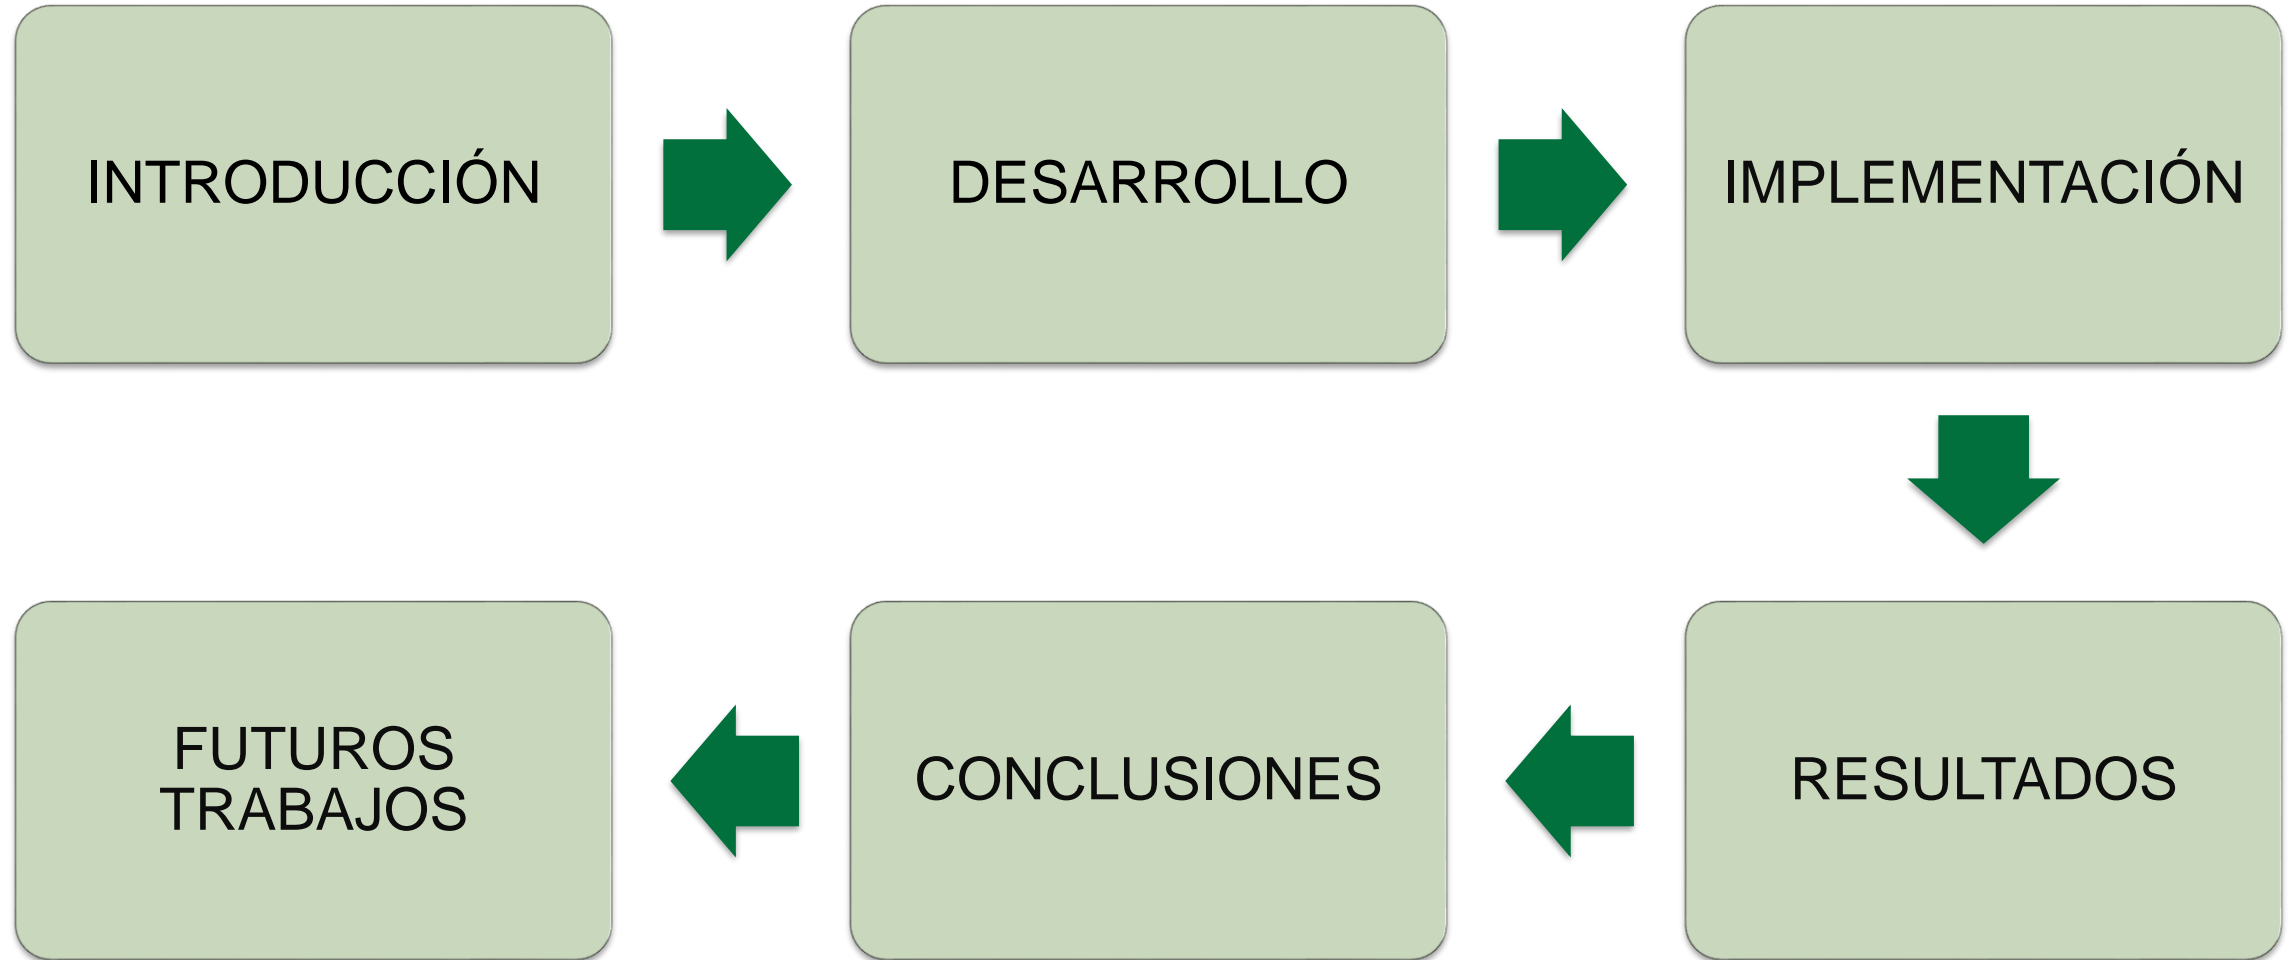 INTRODUCCIÓN
DESARROLLO
IMPLEMENTACIÓN
RESULTADOS
CONCLUSIONES
FUTUROS
TRABAJOS